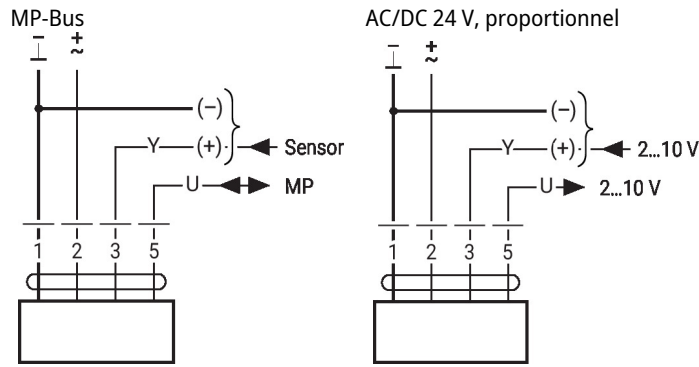 MP-Bus
– +
⊥ ~
(–)
Y (+) Sensor
U MP
1 2 3 5
AC/DC 24 V, proportionnel
– +
⊥ ~
(–)
Y (+) 2...10 V
U 2...10 V
1 2 3 5